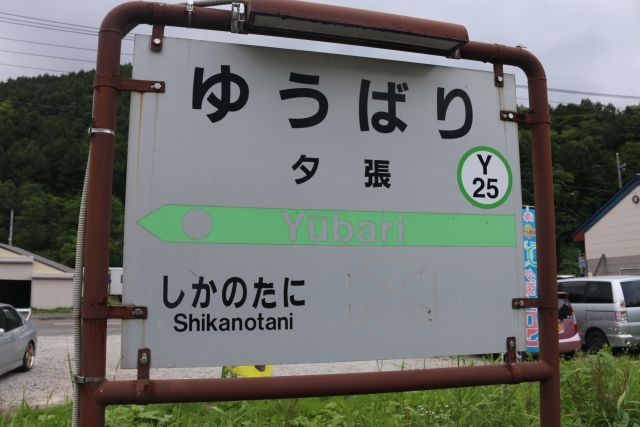 ゆうばり
夕張
Y
25
Yūbari
しかのたに
Shikanotani